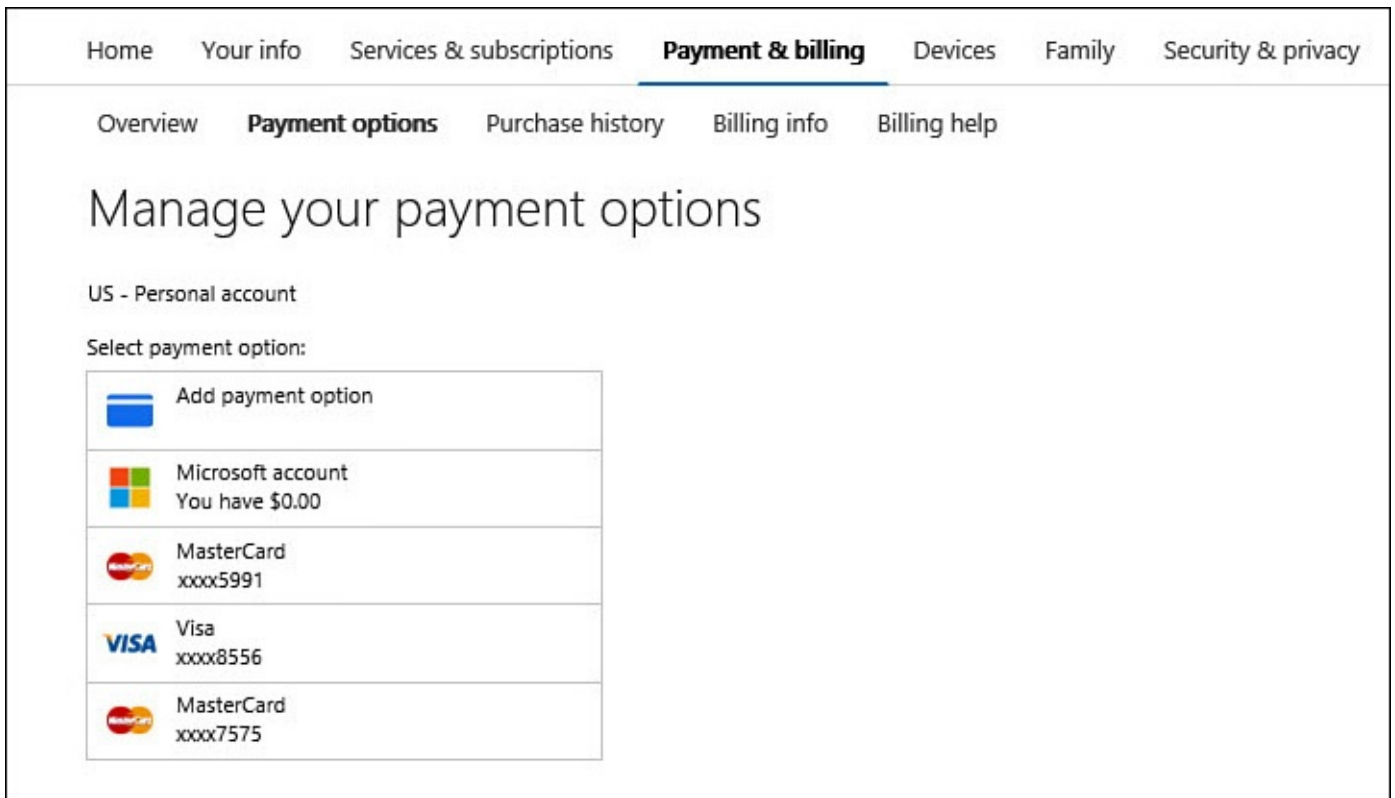 Home Your info Services & subscriptions Payment & billing Devices Family Security & privacy
Overview Payment options Purchase history Billing info Billing help
Manage your payment options
US - Personal account
Select payment option:
Add payment option
Microsoft account
You have $0.00
MasterCard
MasterCard
xxxx5991
VISA
Visa
xxxx8556
MasterCard
MasterCard
xxxx7575